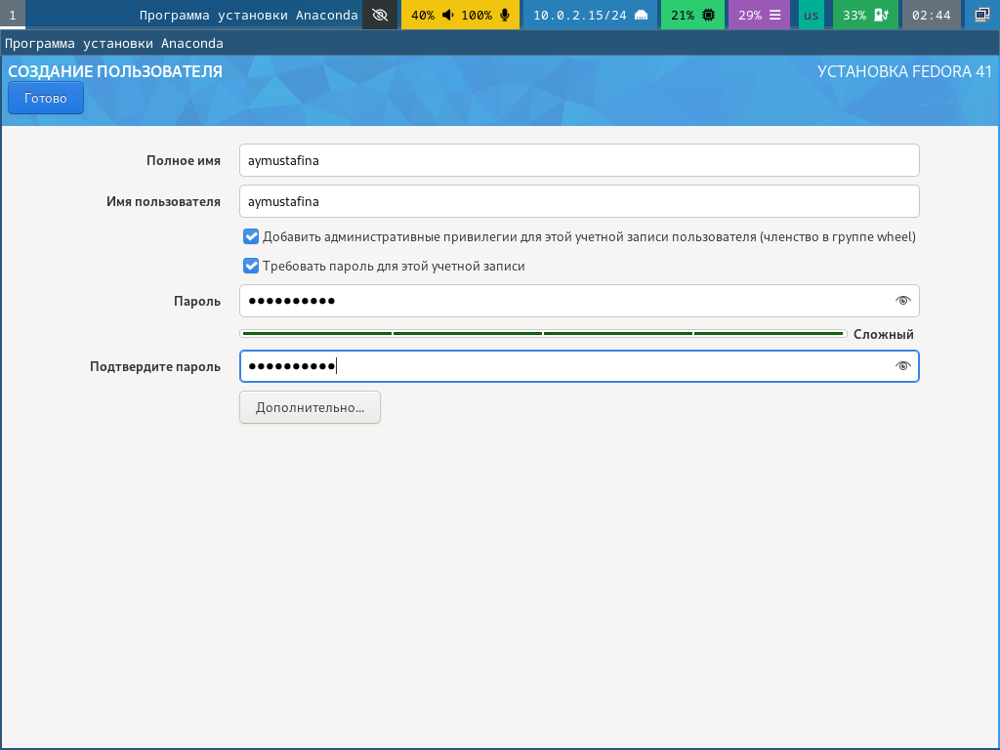 1 Программа установки Anaconda 40% 100% 10.0.2.15/24 21% 29% us 33% 02:44
Программа установки Anaconda
СОЗДАНИЕ ПОЛЬЗОВАТЕЛЯ УСТАНОВКА FEDORA 41
Готово
Полное имя aymustafina
Имя пользователя aymustafina
Добавить административные привилегии для этой учетной записи пользователя (членство в группе wheel)
Требовать пароль для этой учетной записи
Пароль ●●●●●●●●●●
Сложный
Подтвердите пароль ●●●●●●●●●●
Дополнительно...